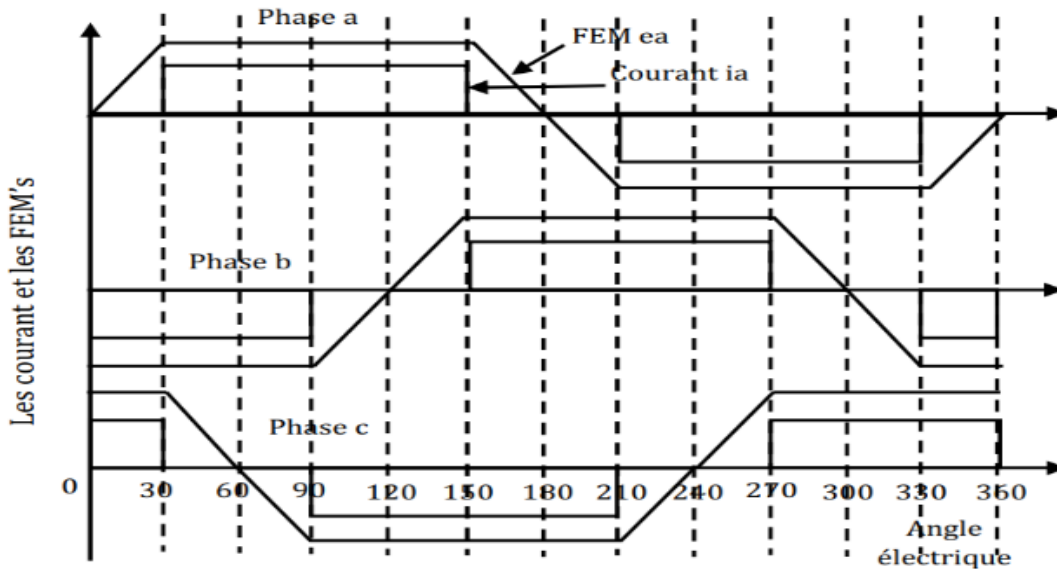 Phase a
FEM ea
Courant ia
Les courant et les FEM's
Phase b
Phase c
0 30 60 90 120 150 180 210 240 270 300 330 360
Angle
électrique